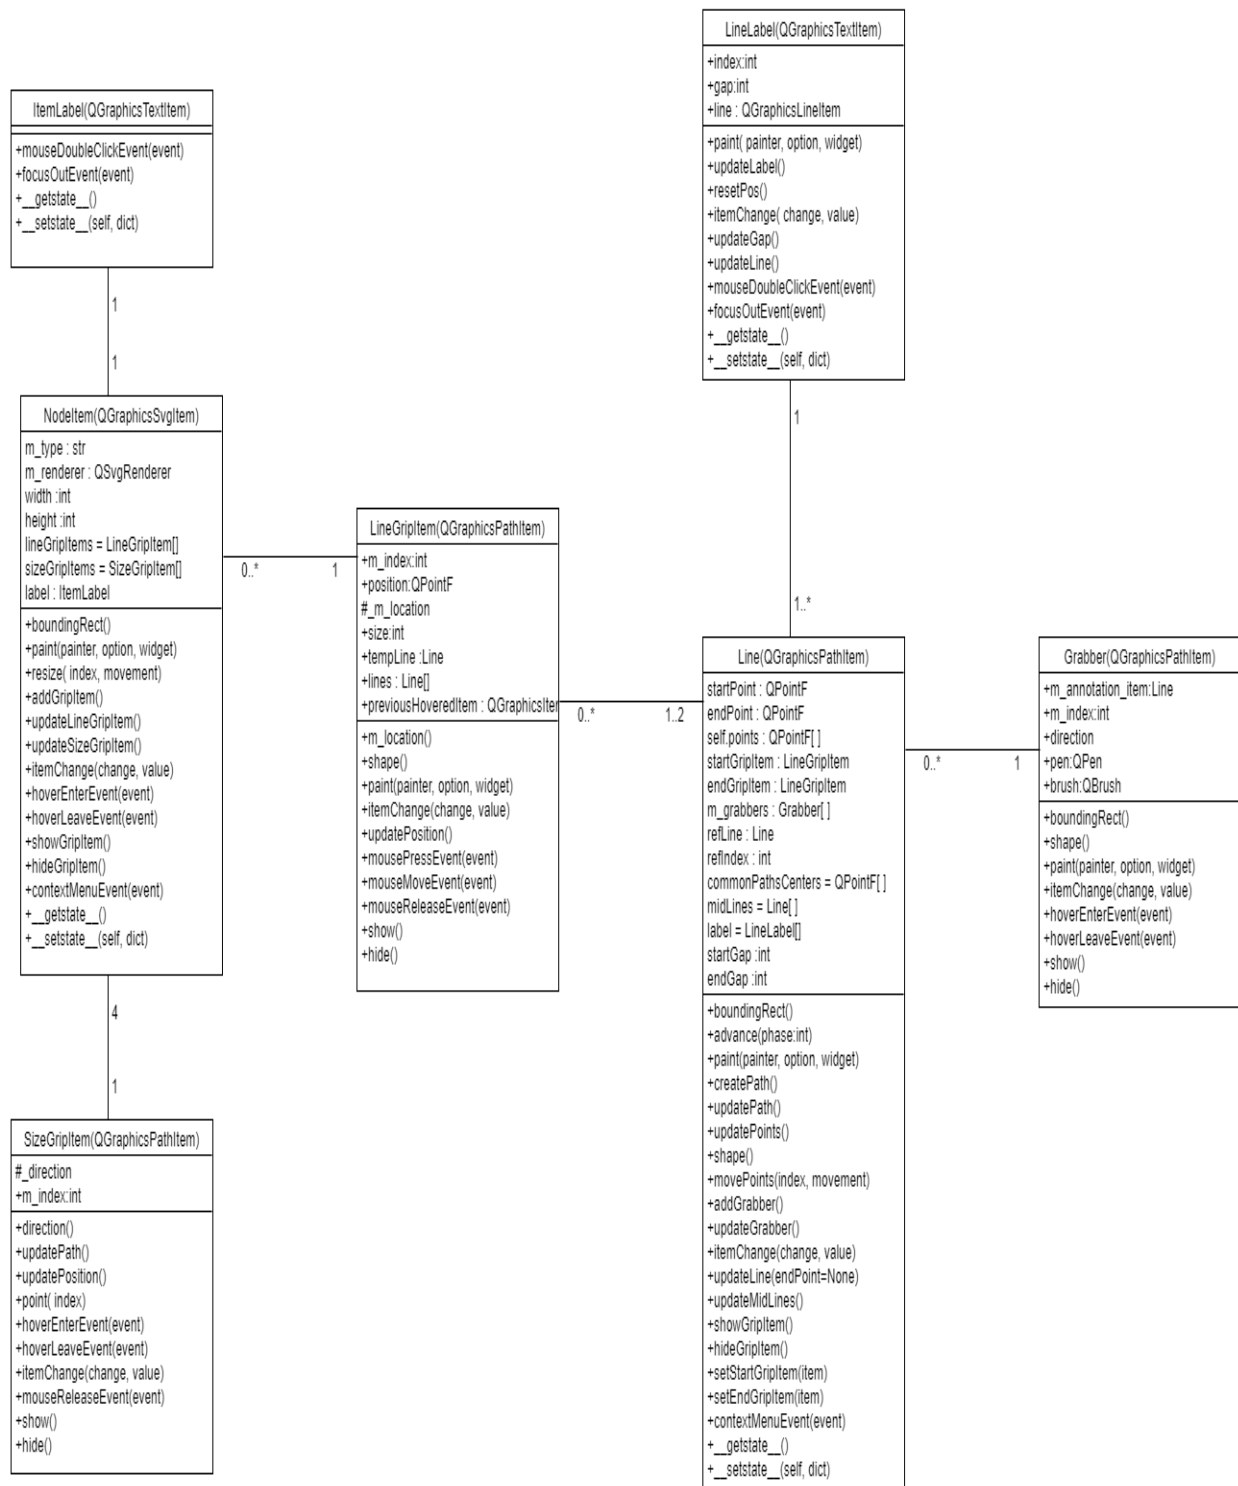 LineLabel(QGraphicsTextItem)
+index:int
+gap:int
+line : QGraphicsLineItem
+paint( painter, option, widget)
+updateLabel()
+resetPos()
+itemChange( change, value)
+updateGap()
+updateLine()
+mouseDoubleClickEvent(event)
+focusOutEvent(event)
+__getstate__()
+__setstate__(self, dict)
1
1..*
ItemLabel(QGraphicsTextItem)
+mouseDoubleClickEvent(event)
+focusOutEvent(event)
+__getstate__()
+__setstate__(self, dict)
1
1
NodeItem(QGraphicsSvgItem)
m_type : str
m_renderer : QSvgRenderer
width :int
height :int
lineGripItems = LineGripItem[]
sizeGripItems = SizeGripItem[]
label : ItemLabel
+boundingRect()
+paint(painter, option, widget)
+resize( index, movement)
+addGripItem()
+updateLineGripItem()
+updateSizeGripItem()
+itemChange(change, value)
+hoverEnterEvent(event)
+hoverLeaveEvent(event)
+showGripItem()
+hideGripItem()
+contextMenuEvent(event)
+__getstate__()
+__setstate__(self, dict)
0..* 1
4
1
SizeGripItem(QGraphicsPathItem)
#_direction
+m_index:int
+direction()
+updatePath()
+updatePosition()
+point( index)
+hoverEnterEvent(event)
+hoverLeaveEvent(event)
+itemChange(change, value)
+mouseReleaseEvent(event)
+show()
+hide()
LineGripItem(QGraphicsPathItem)
+m_index:int
+position:QPointF
#_m_location
+size:int
+tempLine :Line
+lines : Line[]
+previousHoveredItem : QGraphicsIter
+m_location()
+shape()
+paint(painter, option, widget)
+itemChange(change, value)
+updatePosition()
+mousePressEvent(event)
+mouseMoveEvent(event)
+mouseReleaseEvent(event)
+show()
+hide()
0..* 1..2
Line(QGraphicsPathItem)
startPoint : QPointF
endPoint : QPointF
self.points : QPointF[ ]
startGripItem : LineGripItem
endGripItem : LineGripItem
m_grabbers : Grabber[ ]
refLine : Line
refIndex : int
commonPathsCenters = QPointF[ ]
midLines = Line[ ]
label = LineLabel[]
startGap :int
endGap :int
+boundingRect()
+advance(phase:int)
+paint(painter, option, widget)
+createPath()
+updatePath()
+updatePoints()
+shape()
+movePoints(index, movement)
+addGrabber()
+updateGrabber()
+itemChange(change, value)
+updateLine(endPoint=None)
+updateMidLines()
+showGripItem()
+hideGripItem()
+setStartGripItem(item)
+setEndGripItem(item)
+contextMenuEvent(event)
+__getstate__()
+__setstate__(self, dict)
0..* 1
Grabber(QGraphicsPathItem)
+m_annotation_item:Line
+m_index:int
+direction
+pen:QPen
+brush:QBrush
+boundingRect()
+shape()
+paint(painter, option, widget)
+itemChange(change, value)
+hoverEnterEvent(event)
+hoverLeaveEvent(event)
+show()
+hide()